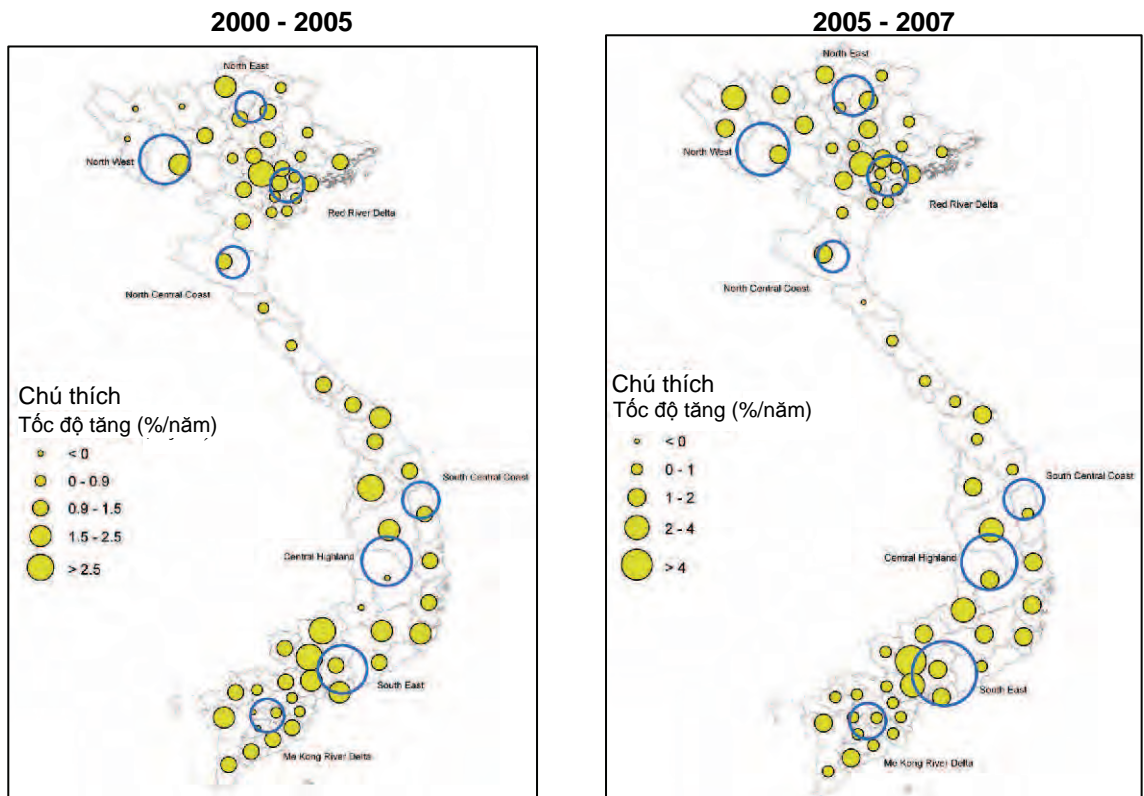 2000 - 2005
North East
North West
Red River Delta
North Central Coast
Chú thích
Tốc độ tăng (%/năm)
< 0
0 - 0.9
0.9 - 1.5
1.5 - 2.5
> 2.5
South Central Coast
Central Highland
South East
Me Kong River Delta
2005 - 2007
North East
North West
Red River Delta
North Central Coast
Chú thích
Tốc độ tăng (%/năm)
< 0
0 - 1
1 - 2
2 - 4
> 4
South Central Coast
Central Highland
South East
Me Kong River Delta